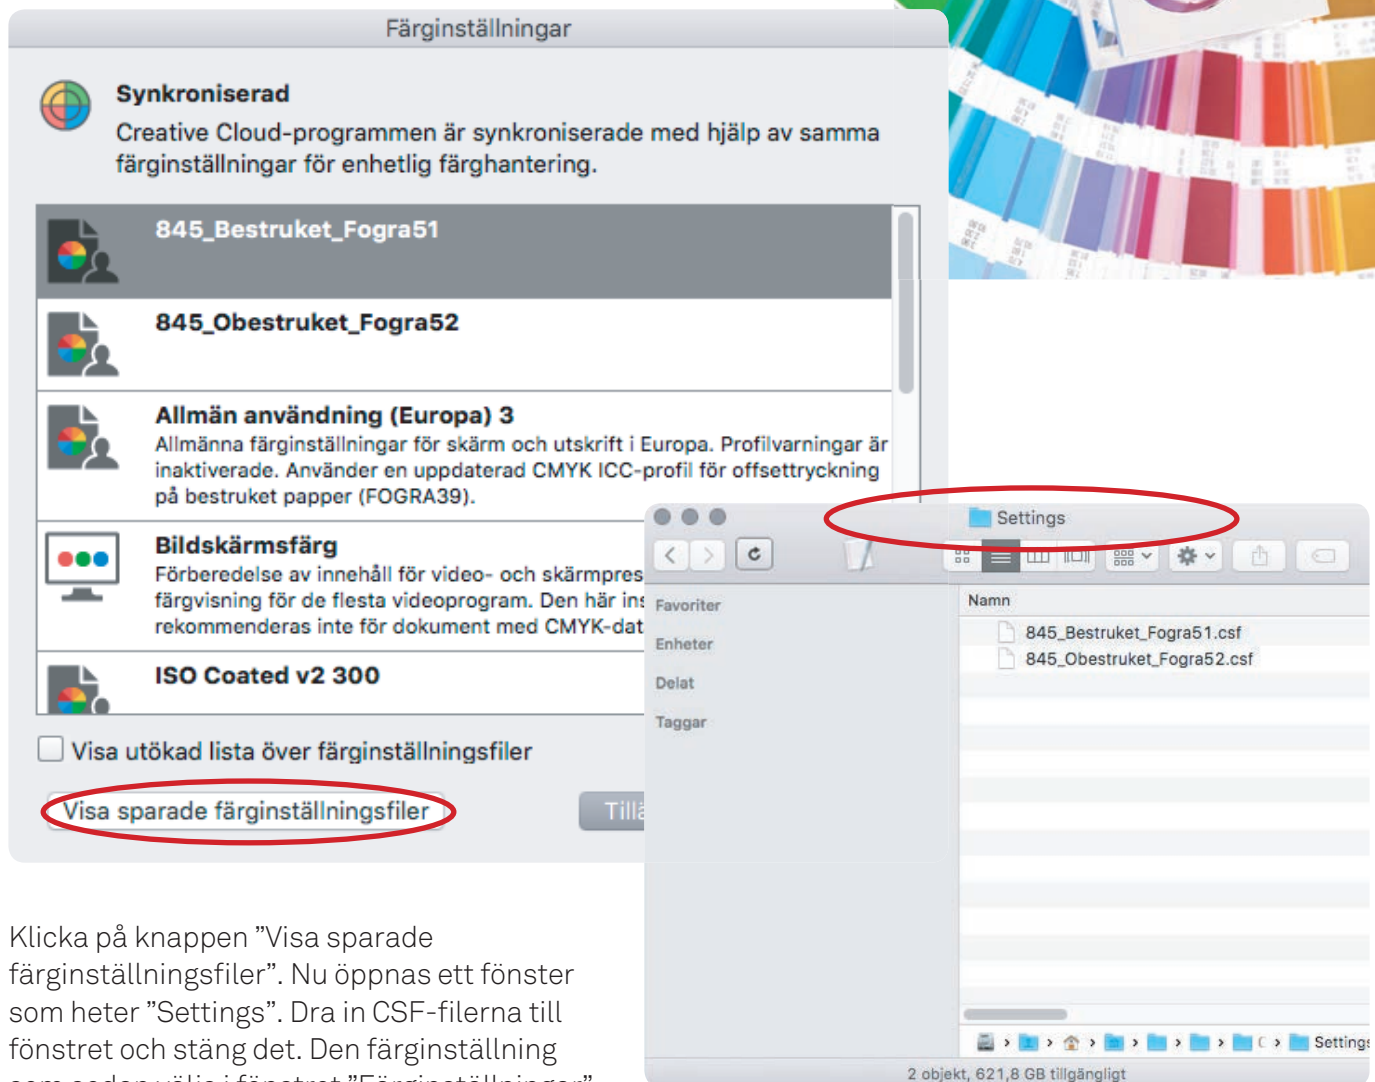 Färginställningar
Synkroniserad
Creative Cloud-programmen är synkroniserade med hjälp av samma
färginställningar för enhetlig färghantering.
845_Bestruket_Fogra51
845_Obestruket_Fogra52
Allmän användning (Europa) 3
Allmänna färginställningar för skärm och utskrift i Europa. Profilvarningar är
inaktiverade. Använder en uppdaterad CMYK ICC-profil för offsettryckning
på bestruket papper (FOGRA39).
Bildskärmsfärg
Förberedelse av innehåll för video- och skärmpres
färgvisning för de flesta videoprogram. Den här ins
rekommenderas inte för dokument med CMYK-dat
ISO Coated v2 300
Visa utökad lista över färginställningsfiler
Visa sparade färginställningsfiler
Tillä
Settings
Favoriter
Enheter
Delat
Taggar
Namn
845_Bestruket_Fogra51.csf
845_Obestruket_Fogra52.csf
Settings
2 objekt, 621,8 GB tillgängligt
Klicka på knappen ”Visa sparade
färginställningsfiler”. Nu öppnas ett fönster
som heter ”Settings”. Dra in CSF-filerna till
fönstret och stäng det. Den färginställning
som sedan väljs i fönstret ”Färginställningar”